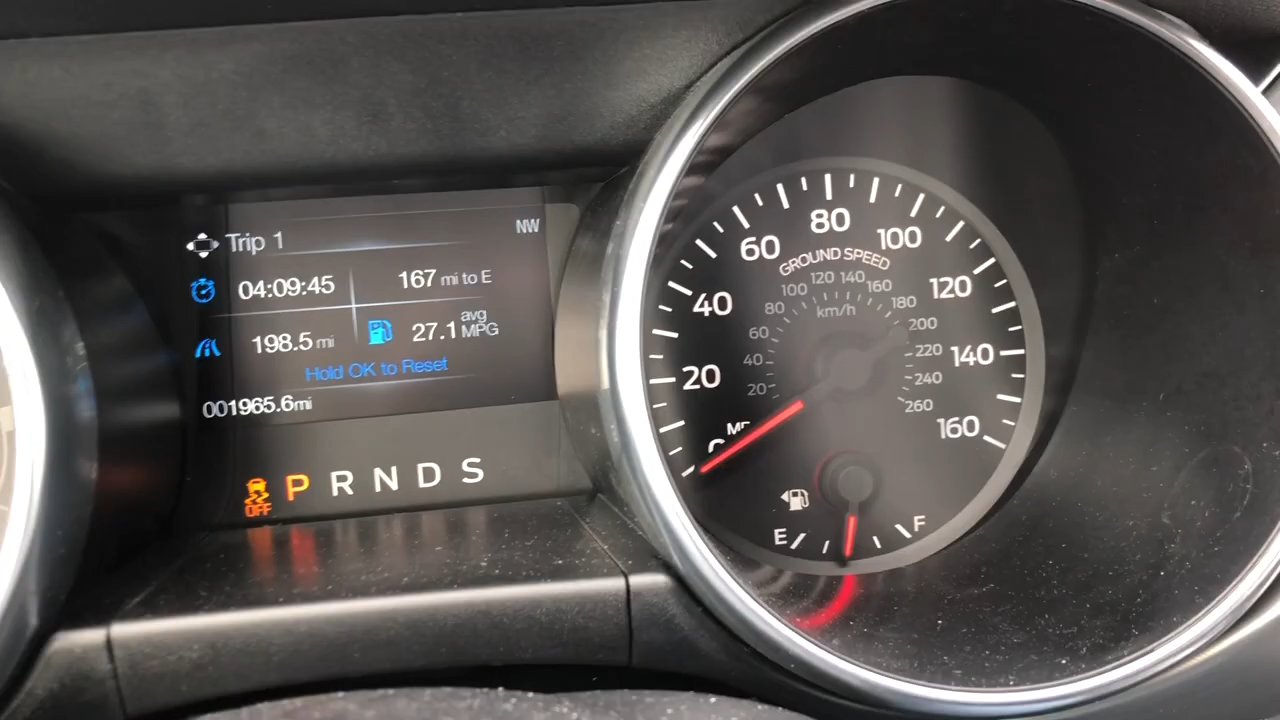 NW
Trip 1
04:09:45
167 mi to E
198.5 mi
27.1 avg MPG
Hold OK to Reset
001965.6mi
OFF
P R N D S
GROUND SPEED
20 40 60 80 100 120 140 160
km/h
20 40 60 80 100 120 140 160 180 200 220 240 260
E F